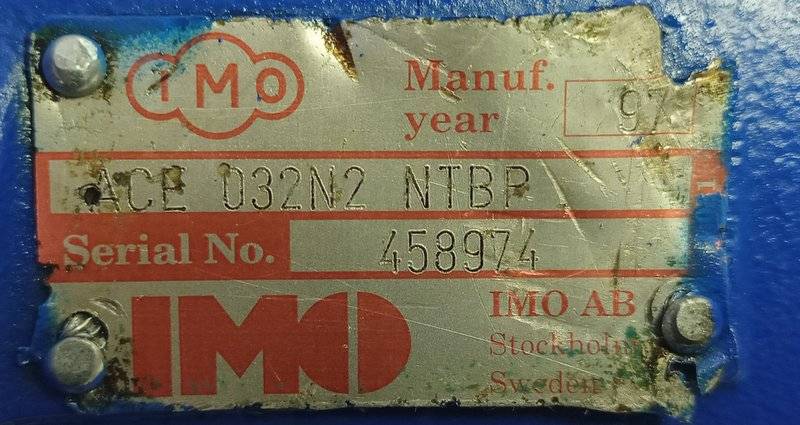 IMO
Manuf.
year 97
ACE 032N2 NTBP
Serial No. 458974
IMO
IMO AB
Stockholm
Sweden